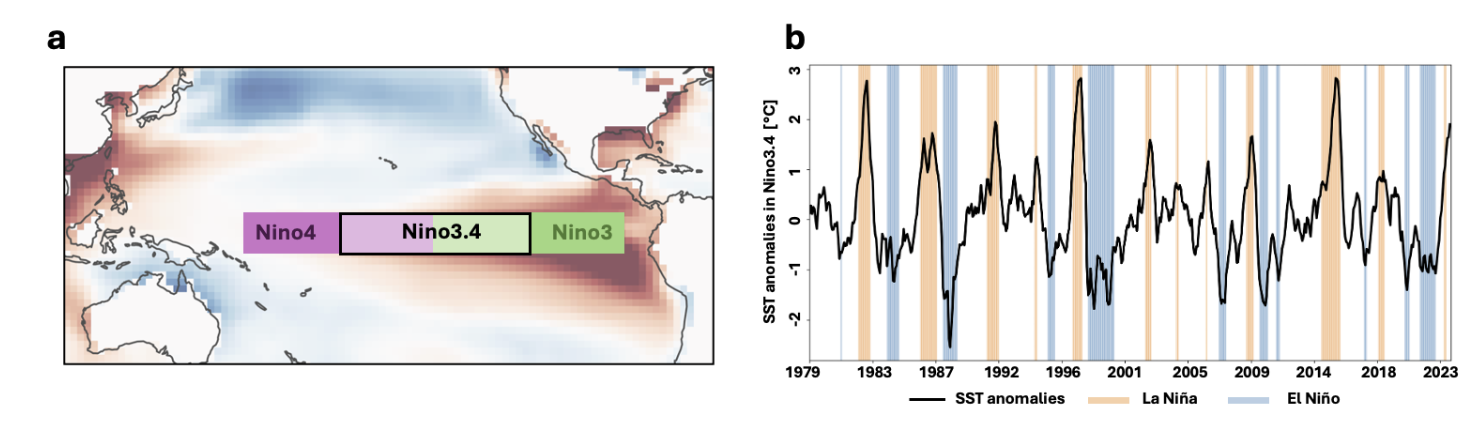 a
Nino4
Nino3.4
Nino3
b
SST anomalies in Nino3.4 [°C]
3
2
1
0
-1
-2
1979 1983 1987 1992 1996 2001 2005 2009 2014 2018 2023
SST anomalies La Niña El Niño